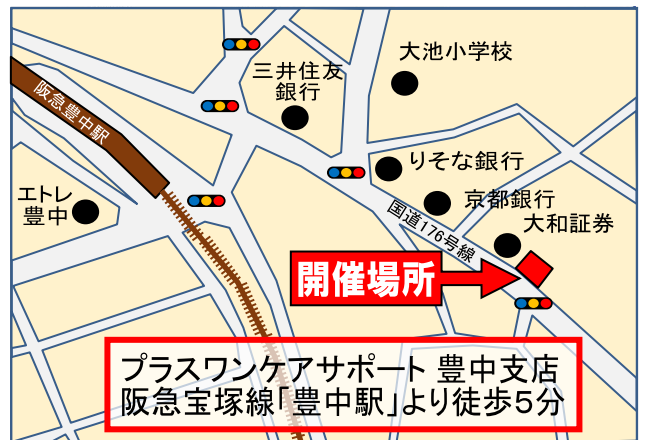 大池小学校
三井住友
銀行
阪急豊中駅
りそな銀行
エトレ
豊中
京都銀行
国道176号線
大和証券
開催場所
プラスワンケアサポート 豊中支店
阪急宝塚線「豊中駅」より徒歩5分